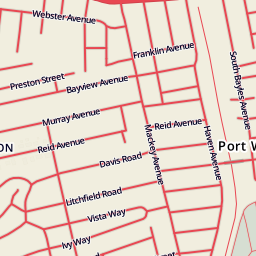 Webster Avenue
Franklin Avenue
Preston Street
Bayview Avenue
South Bayles Avenue
Murray Avenue
Reid Avenue
Mackey Avenue
Haven Avenue
Reid Avenue
ON
Port W
Davis Road
Litchfield Road
Vista Way
Ivy Way